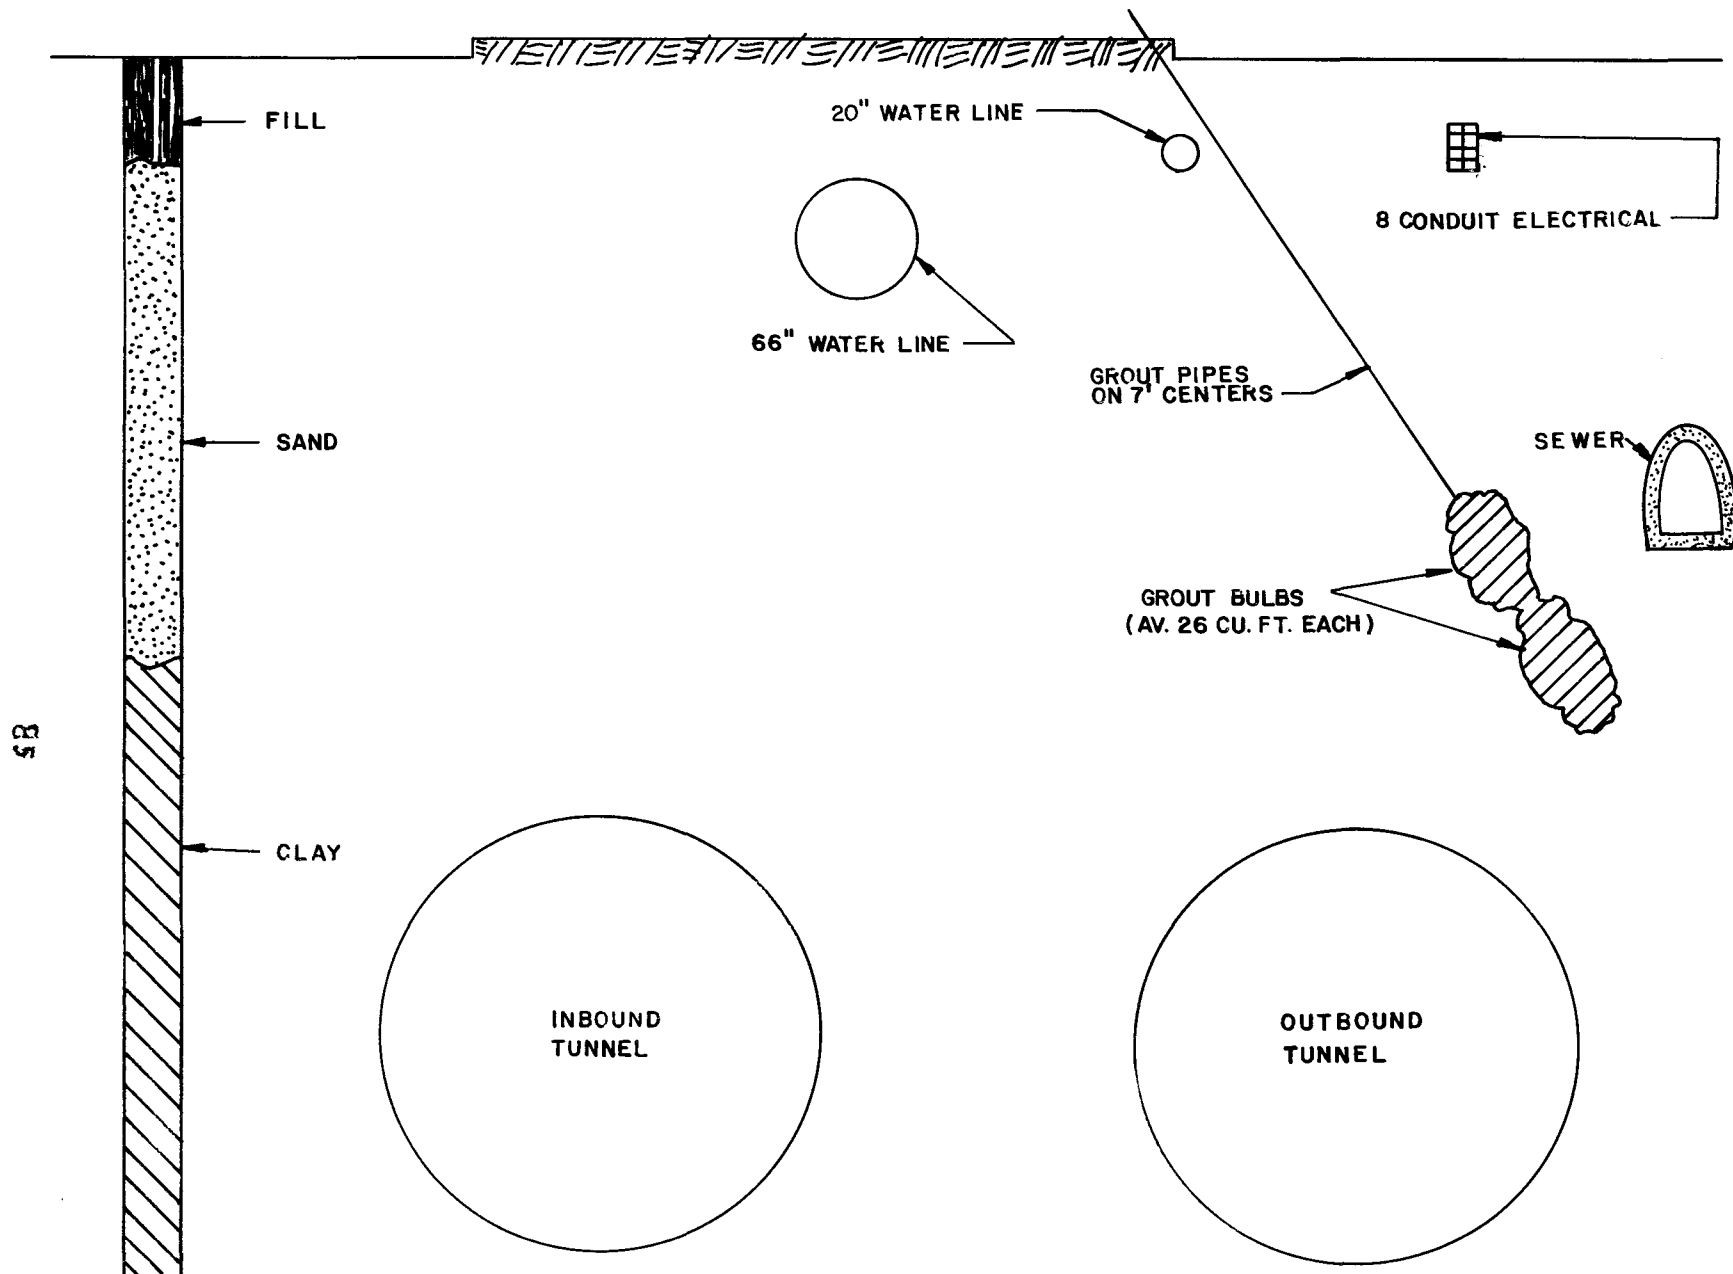 FILL
20" WATER LINE
8 CONDUIT ELECTRICAL
66" WATER LINE
GROUT PIPES
ON 7' CENTERS
SAND
SEWER
GROUT BULBS
(AV. 26 CU. FT. EACH)
CLAY
INBOUND
TUNNEL
OUTBOUND
TUNNEL